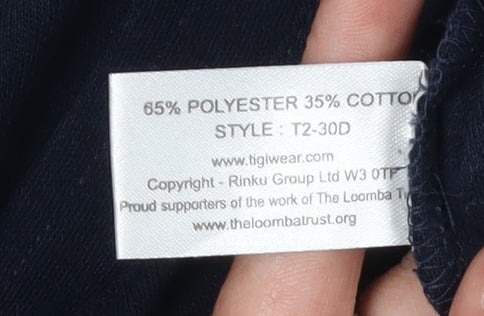 65% POLYESTER 35% COTTO
STYLE : T2-30D
www.tigiwear.com
Copyright - Rinku Group Ltd W3 0TP
Proud supporters of the work of The Loomba
www.theloombatrust.org